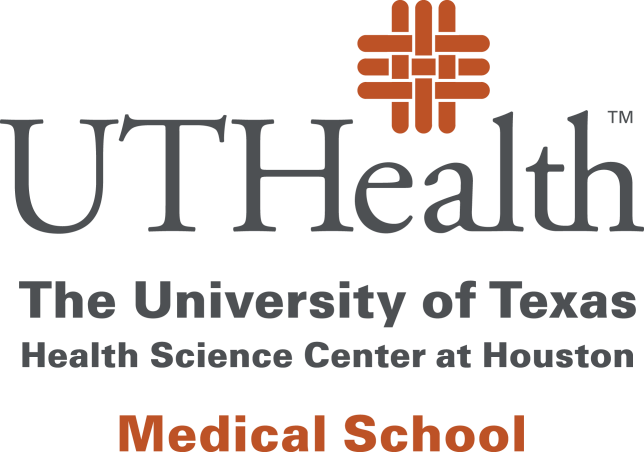 UTHealth™
The University of Texas
Health Science Center at Houston
Medical School